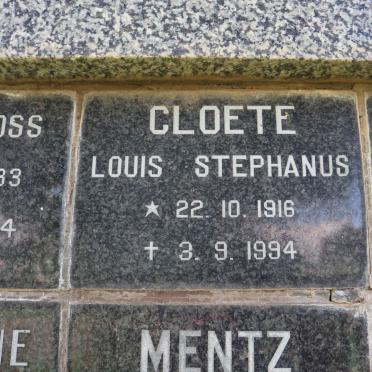 CLOETE
LOUIS STEPHANUS
★ 22. 10. 1916
✝ 3. 9. 1994
MENTZ